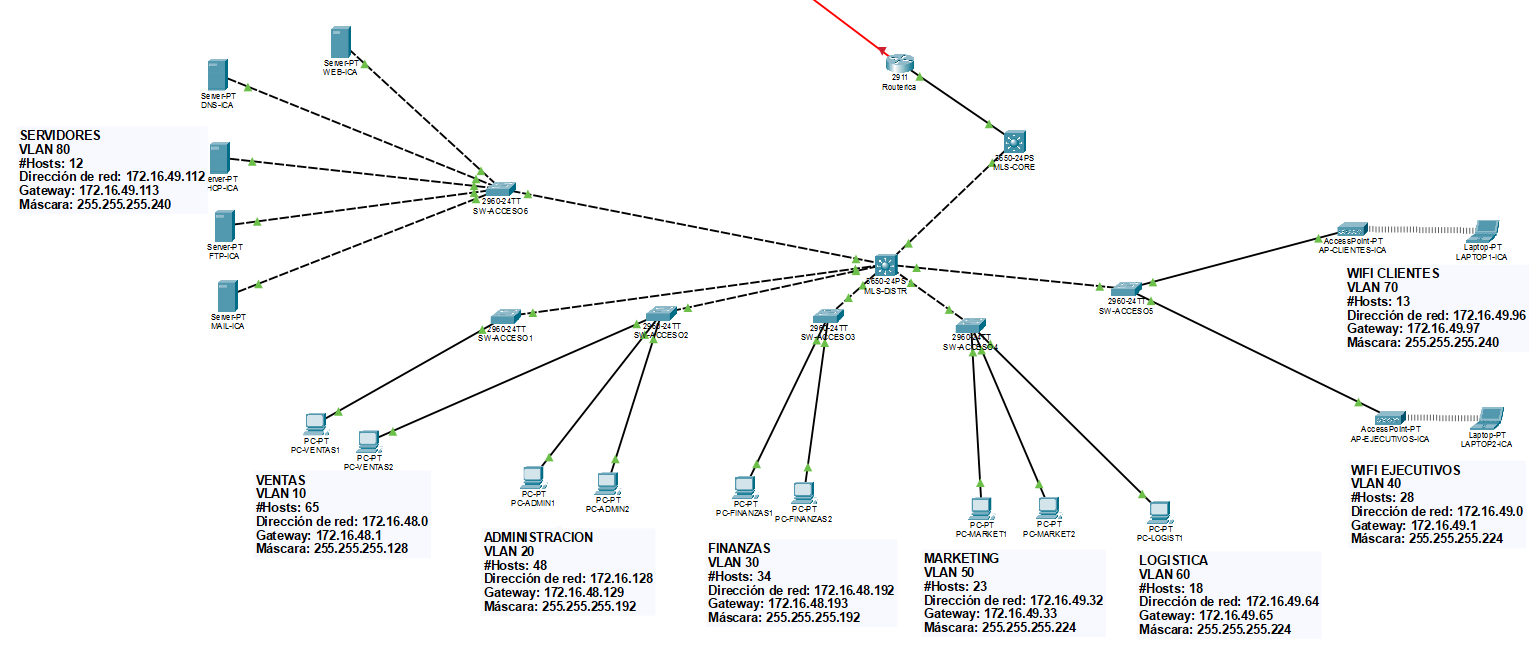 Server-PT
WEB-ICA
Server-PT
DNS-ICA
SERVIDORES
VLAN 80
#Hosts: 12
Dirección de red: 172.16.49.112
Gateway: 172.16.49.113
Máscara: 255.255.255.240
Server-PT
FTP-ICA
Server-PT
MAIL-ICA
2960-24TT
SW-ACCESO6
2911
RouterIca
3650-24PS
MLS-CORE
3650-24PS
MLS-DISTR
2960-24TT
SW-ACCESO1
2960-24TT
SW-ACCESO2
2960-24TT
SW-ACCESO3
2960-24TT
SW-ACCESO4
2960-24TT
SW-ACCESO5
AccessPoint-PT
AP-CLIENTES-ICA
Laptop-PT
LAPTOP1-ICA
WIFI CLIENTES
VLAN 70
#Hosts: 13
Dirección de red: 172.16.49.96
Gateway: 172.16.49.97
Máscara: 255.255.255.240
AccessPoint-PT
AP-EJECUTIVOS-ICA
Laptop-PT
LAPTOP2-ICA
WIFI EJECUTIVOS
VLAN 40
#Hosts: 28
Dirección de red: 172.16.49.0
Gateway: 172.16.49.1
Máscara: 255.255.255.224
PC-PT
PC-VENTAS1
PC-PT
PC-VENTAS2
VENTAS
VLAN 10
#Hosts: 65
Dirección de red: 172.16.48.0
Gateway: 172.16.48.1
Máscara: 255.255.255.128
PC-PT
PC-ADMIN1
PC-PT
PC-ADMIN2
ADMINISTRACION
VLAN 20
#Hosts: 48
Dirección de red: 172.16.128
Gateway: 172.16.48.129
Máscara: 255.255.255.192
PC-PT
PC-FINANZAS1
PC-PT
PC-FINANZAS2
FINANZAS
VLAN 30
#Hosts: 34
Dirección de red: 172.16.48.192
Gateway: 172.16.48.193
Máscara: 255.255.255.192
PC-PT
PC-MARKET1
PC-PT
PC-MARKET2
MARKETING
VLAN 50
#Hosts: 23
Dirección de red: 172.16.49.32
Gateway: 172.16.49.33
Máscara: 255.255.255.224
PC-PT
PC-LOGIST1
LOGISTICA
VLAN 60
#Hosts: 18
Dirección de red: 172.16.49.64
Gateway: 172.16.49.65
Máscara: 255.255.255.224